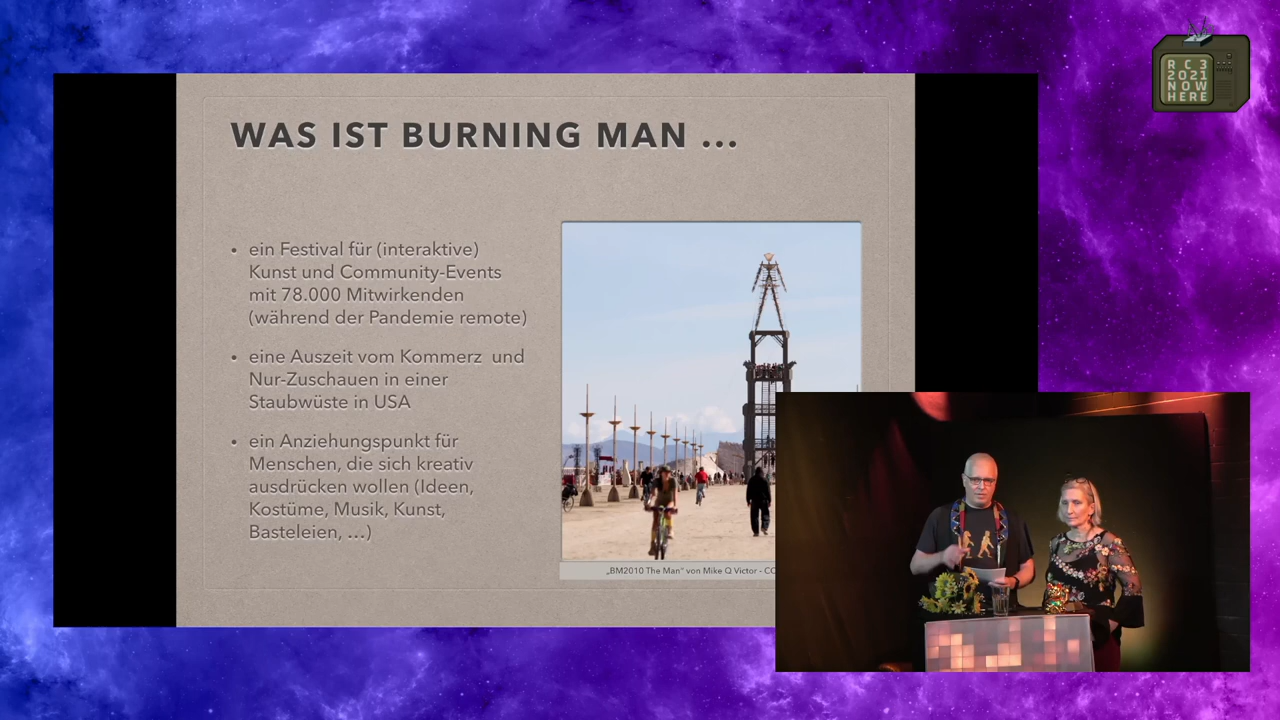 R C 3
2021
NOW
HERE
WAS IST BURNING MAN ...
• ein Festival für (interaktive)
Kunst und Community-Events
mit 78.000 Mitwirkenden
(während der Pandemie remote)
• eine Auszeit vom Kommerz und
Nur-Zuschauen in einer
Staubwüste in USA
• ein Anziehungspunkt für
Menschen, die sich kreativ
ausdrücken wollen (Ideen,
Kostüme, Musik, Kunst,
Basteleien, ...)
„BM2010 The Man" von Mike Q Victor - CC